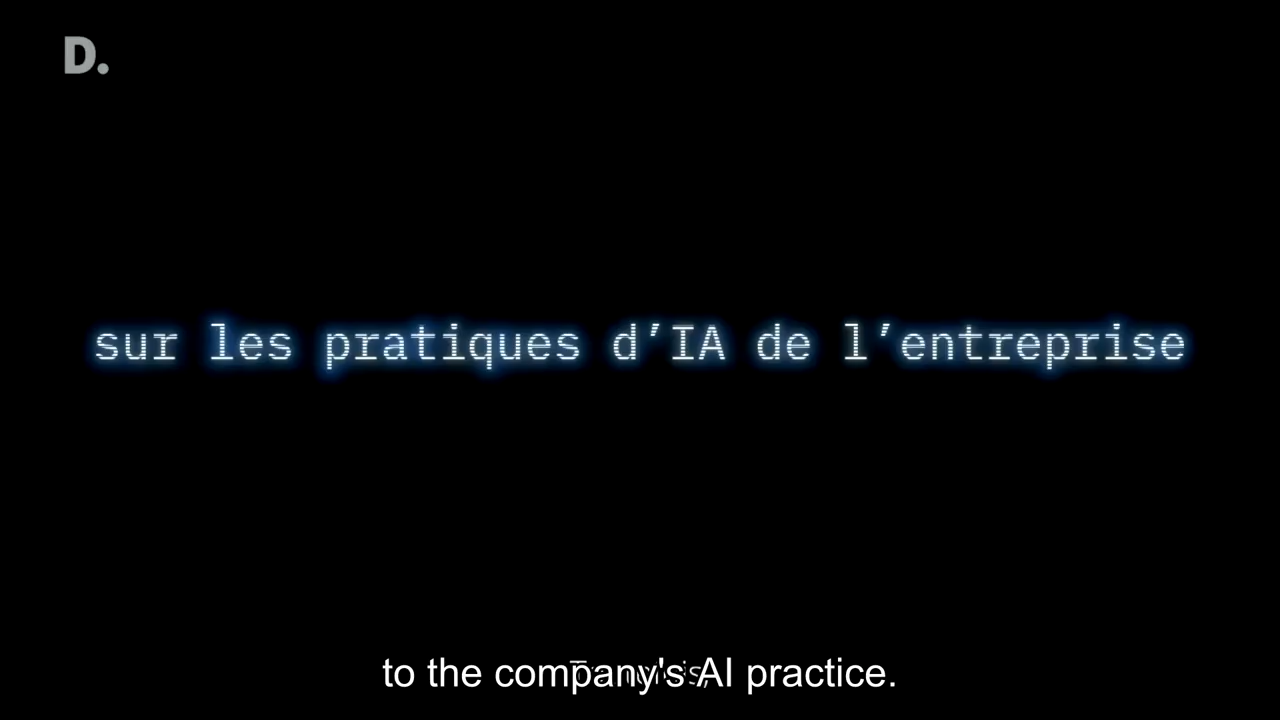 D.
sur les pratiques d’IA de l’entreprise
to the company's AI practice.